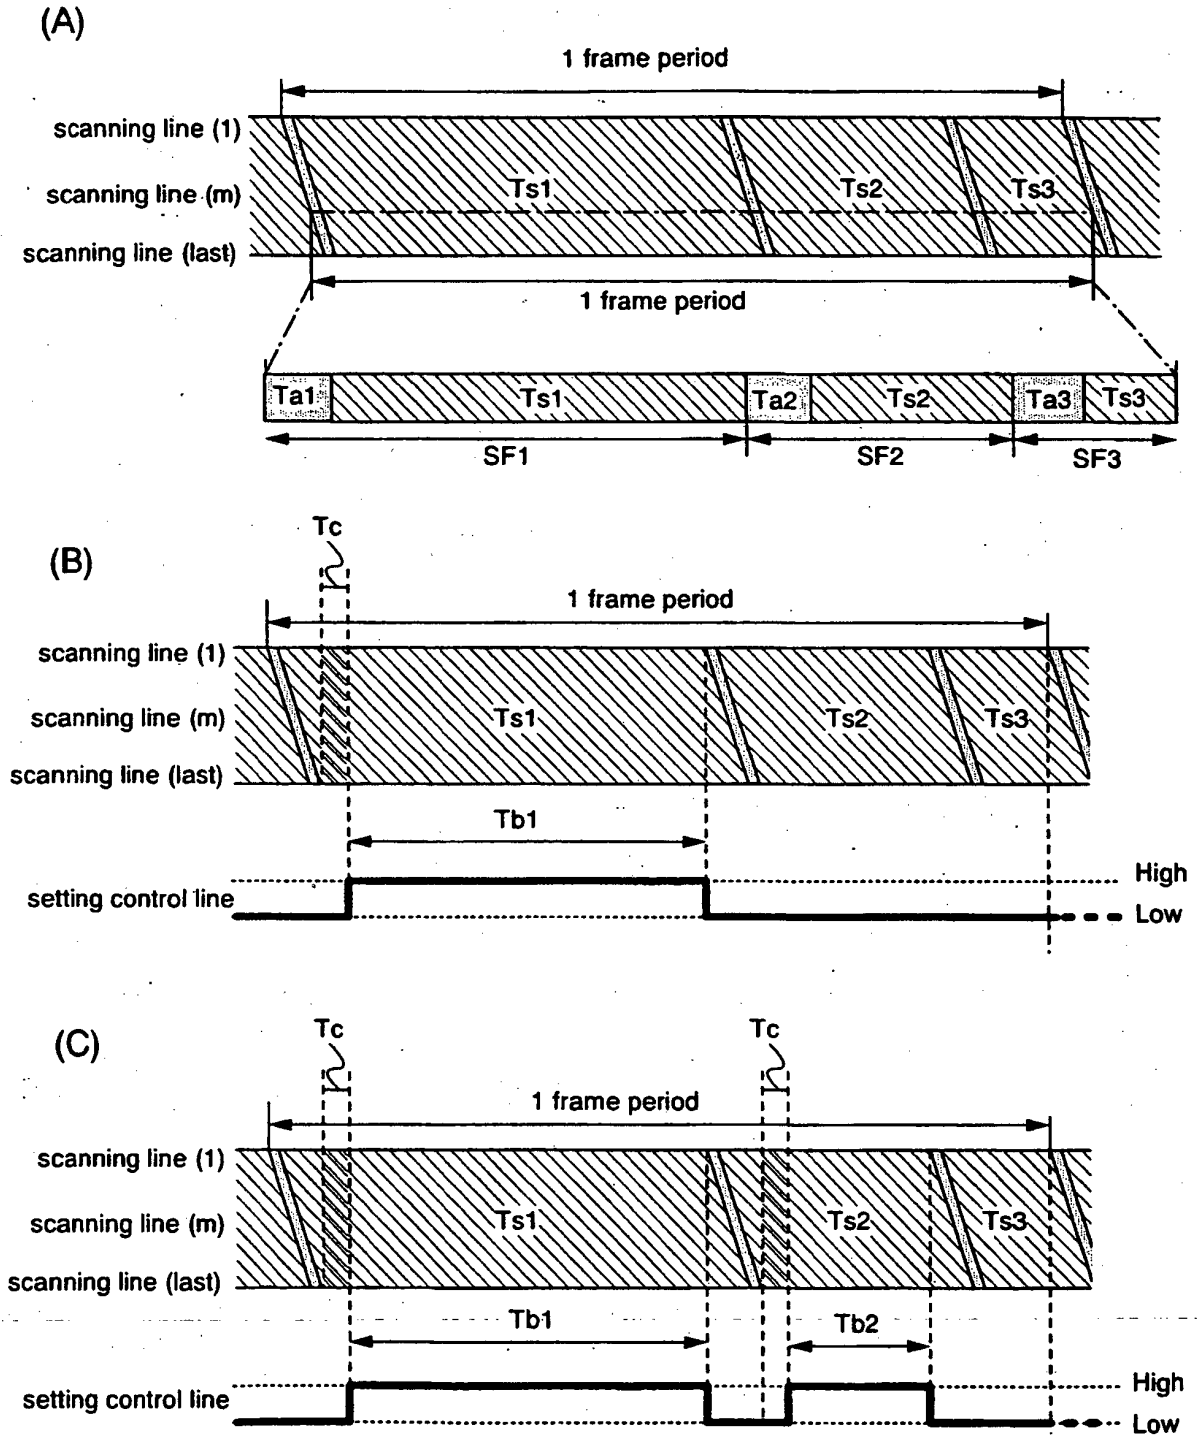 (A)
1 frame period
scanning line (1)
scanning line (m)
scanning line (last)
Ts1
Ts2
Ts3
1 frame period
Ta1
Ts1
Ta2
Ts2
Ta3
Ts3
SF1
SF2
SF3
Tc
(B)
1 frame period
scanning line (1)
scanning line (m)
scanning line (last)
Ts1
Ts2
Ts3
Tb1
setting control line
High
Low
Tc
Tc
(C)
1 frame period
scanning line (1)
scanning line (m)
scanning line (last)
Ts1
Ts2
Ts3
Tb1
Tb2
setting control line
High
Low